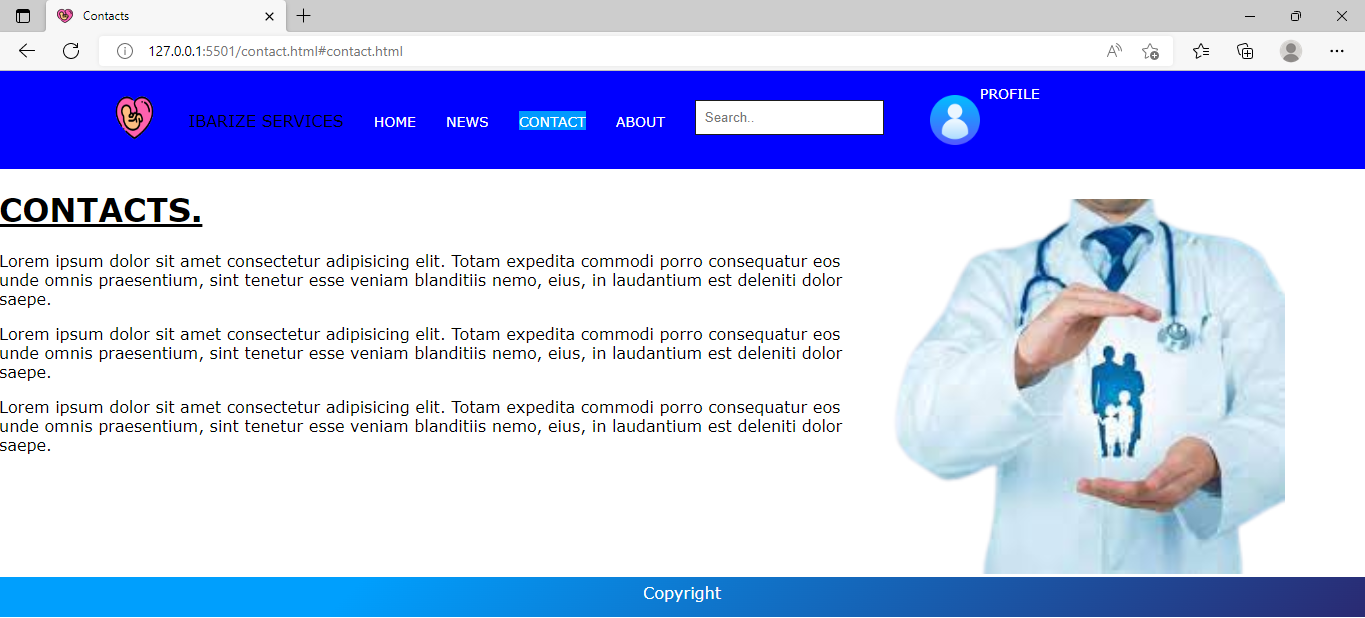 Contacts
127.0.0.1:5501/contact.html#contact.html
IBARIZE SERVICES HOME NEWS CONTACT ABOUT Search.. PROFILE
CONTACTS.
Lorem ipsum dolor sit amet consectetur adipisicing elit. Totam expedita commodi porro consequatur eos
unde omnis praesentium, sint tenetur esse veniam blanditiis nemo, eius, in laudantium est deleniti dolor
saepe.
Lorem ipsum dolor sit amet consectetur adipisicing elit. Totam expedita commodi porro consequatur eos
unde omnis praesentium, sint tenetur esse veniam blanditiis nemo, eius, in laudantium est deleniti dolor
saepe.
Lorem ipsum dolor sit amet consectetur adipisicing elit. Totam expedita commodi porro consequatur eos
unde omnis praesentium, sint tenetur esse veniam blanditiis nemo, eius, in laudantium est deleniti dolor
saepe.
Copyright